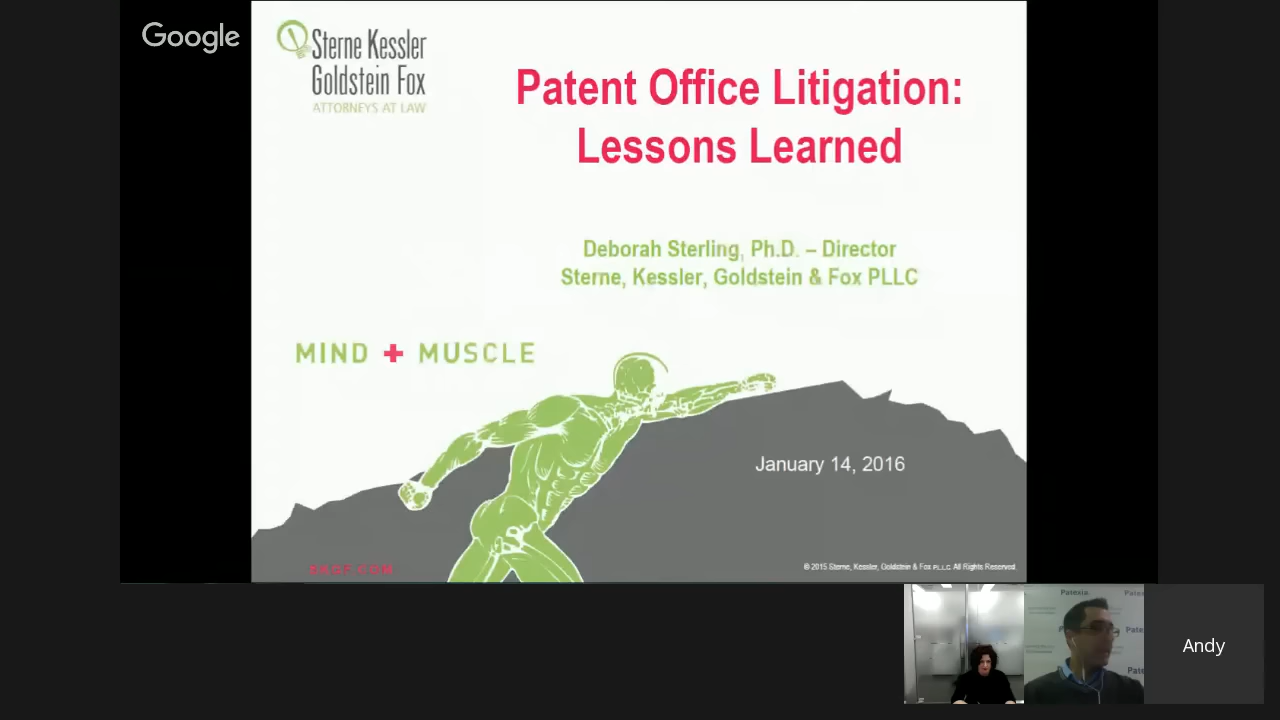 Google
Sterne Kessler
Goldstein Fox
ATTORNEYS AT LAW
Patent Office Litigation:
Lessons Learned
Deborah Sterling, Ph.D. – Director
Sterne, Kessler, Goldstein & Fox PLLC
MIND + MUSCLE
January 14, 2016
SKGF.COM
© 2015 Sterne, Kessler, Goldstein & Fox P.L.L.C. All Rights Reserved.
Patexia
Andy